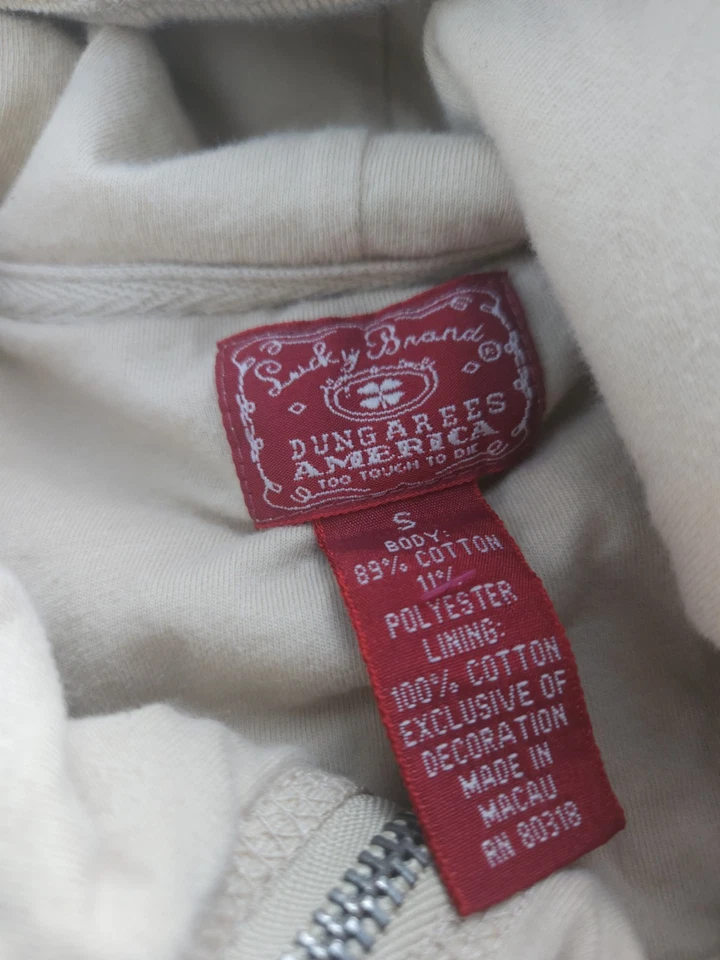 Lucky Brand ®
DUNGAREES
AMERICA
TOO TOUGH TO DIE
S
BODY:
89% COTTON
11%
POLYESTER
LINING:
100% COTTON
EXCLUSIVE OF
DECORATION
MADE IN
MACAU
RN 80318